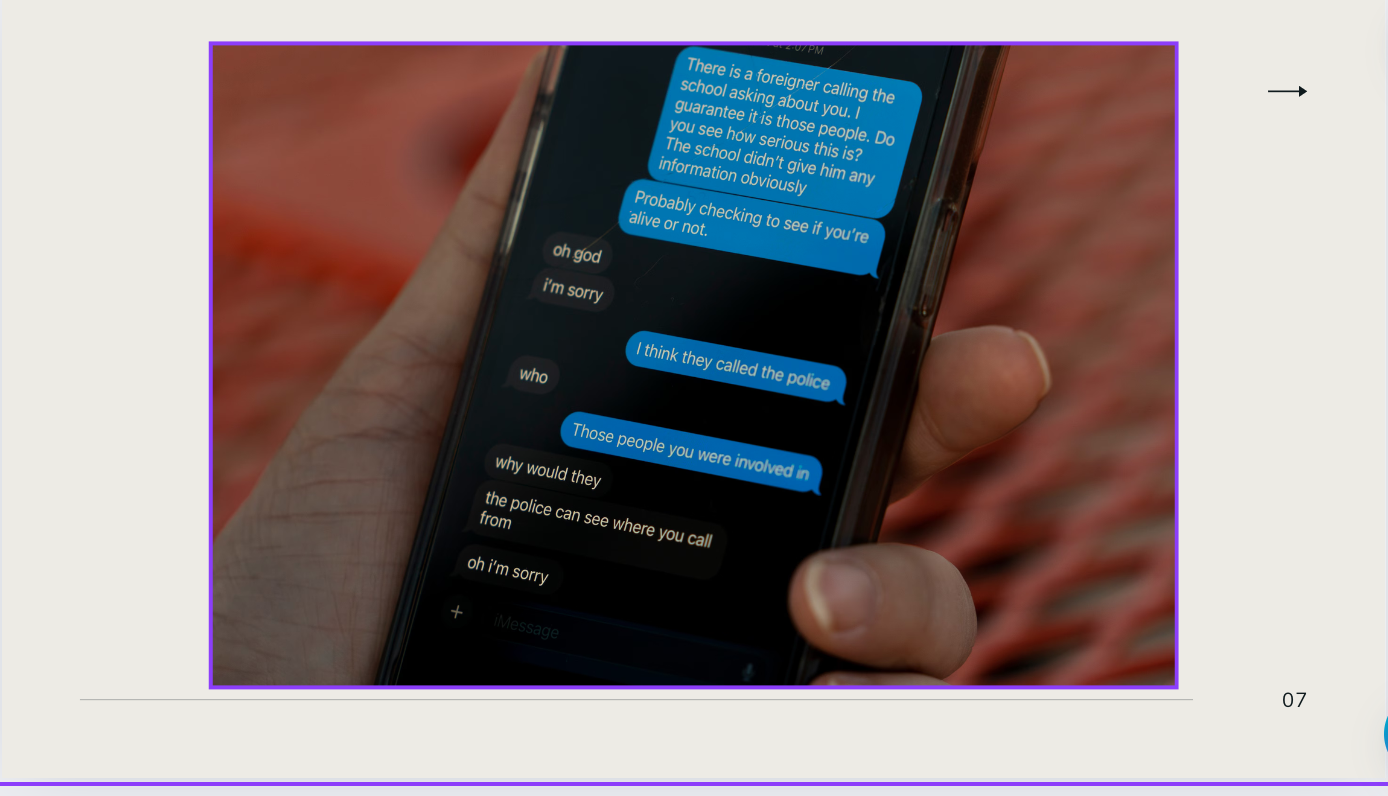 2:07 PM
There is a foreigner calling the
school asking about you. I
guarantee it is those people. Do
you see how serious this is?
The school didn't give him any
information obviously
Probably checking to see if you're
alive or not.
oh god
i'm sorry
I think they called the police
who
Those people you were involved in
why would they
the police can see where you call
from
oh i'm sorry
iMessage
07